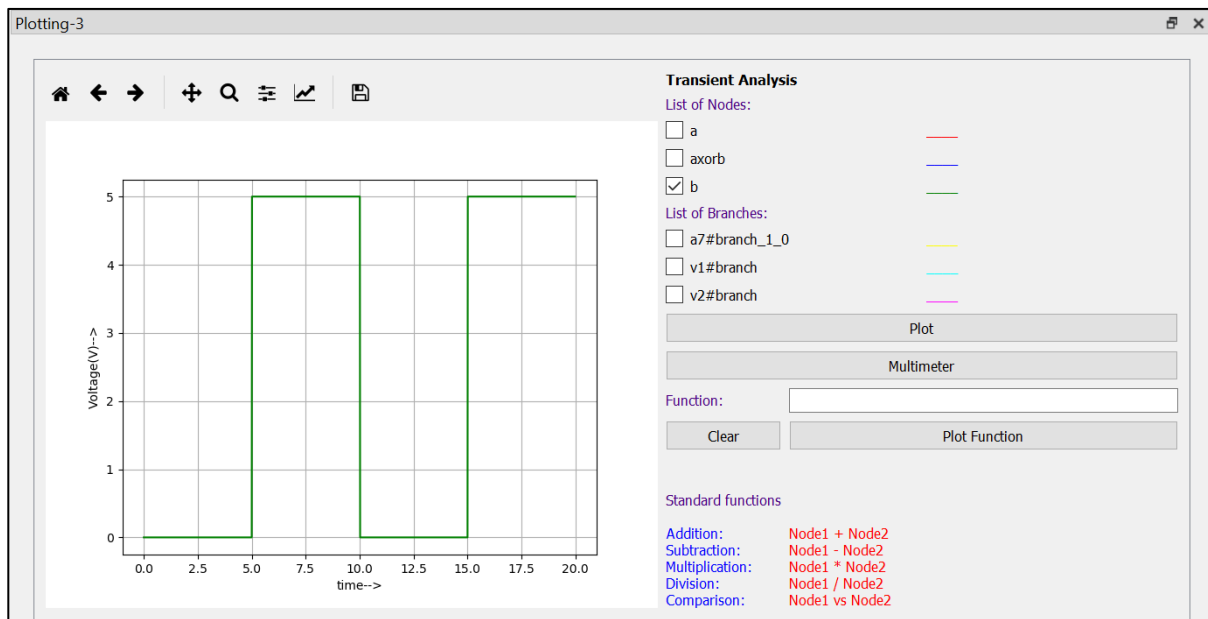 Plotting-3
5
4
3
2
1
0
Voltage(V)-->
0.0 2.5 5.0 7.5 10.0 12.5 15.0 17.5 20.0
time-->
Transient Analysis
List of Nodes:
a
axorb
b
List of Branches:
a7#branch_1_0
v1#branch
v2#branch
Plot
Multimeter
Function:
Clear Plot Function
Standard functions
Addition: Node1 + Node2
Subtraction: Node1 - Node2
Multiplication: Node1 * Node2
Division: Node1 / Node2
Comparison: Node1 vs Node2